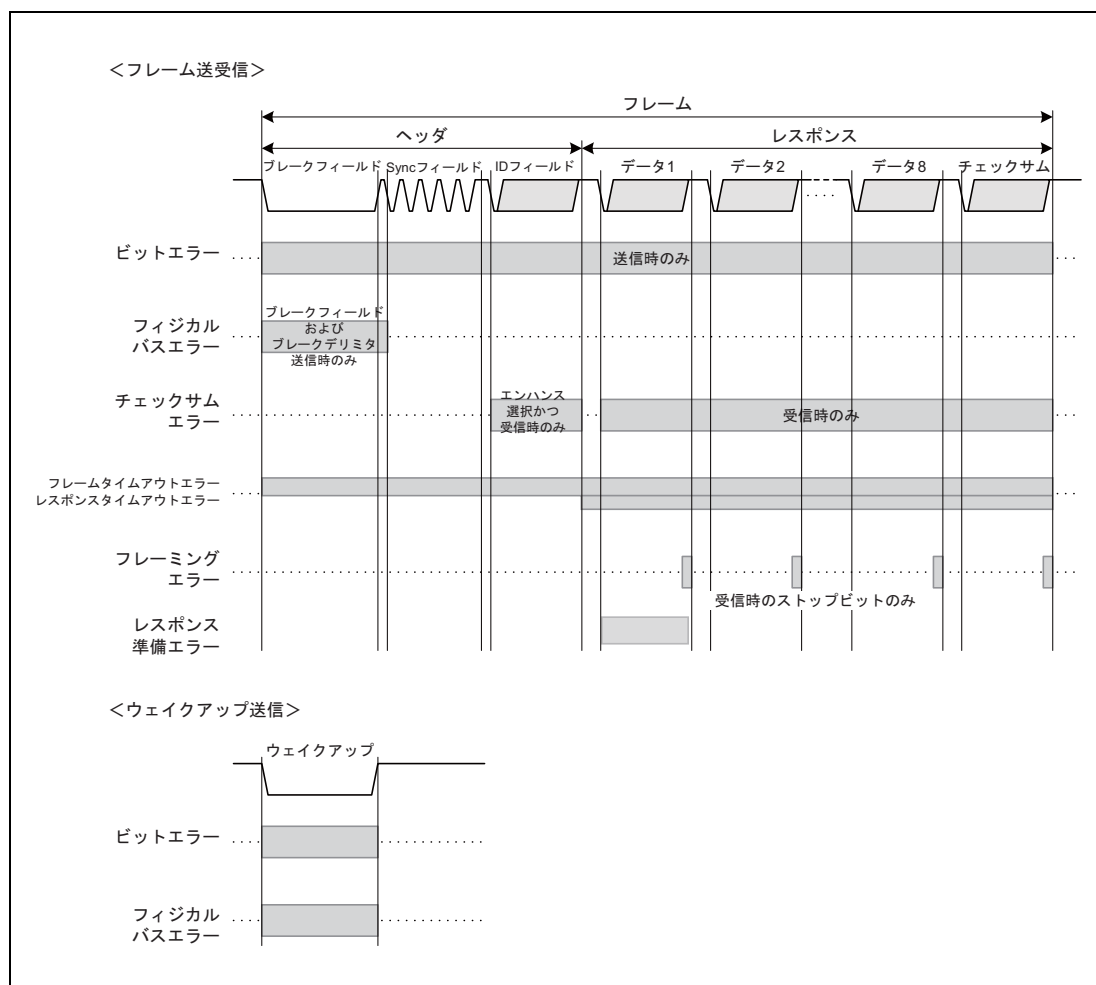 ＜フレーム送受信＞
フレーム
ヘッダ
レスポンス
ブレークフィールド
Syncフィールド
IDフィールド
データ1
データ2
データ8
チェックサム
ビットエラー
送信時のみ
フィジカル
バスエラー
ブレークフィールド
および
ブレークデリミタ
送信時のみ
チェックサム
エラー
エンハンス
選択かつ
受信時のみ
受信時のみ
フレームタイムアウトエラー
レスポンスタイムアウトエラー
フレーミング
エラー
受信時のストップビットのみ
レスポンス
準備エラー
＜ウェイクアップ送信＞
ウェイクアップ
ビットエラー
フィジカル
バスエラー